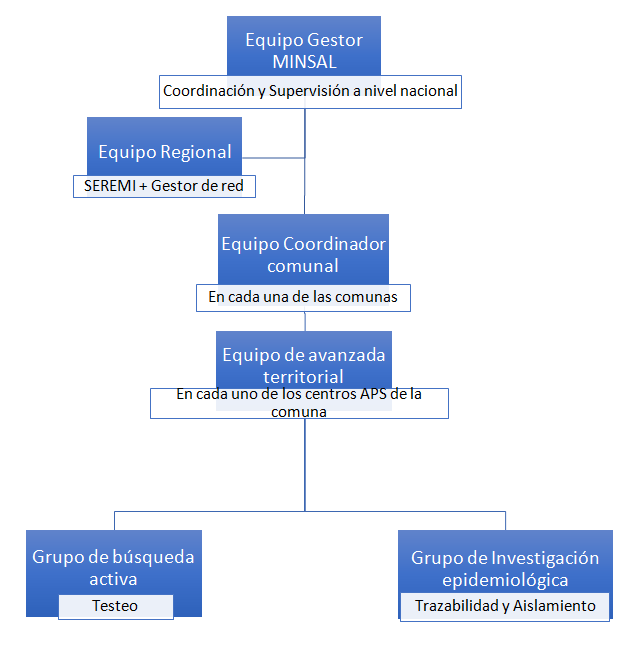 Equipo Gestor
MINSAL
Coordinación y Supervisión a nivel nacional
Equipo Regional
SEREMI + Gestor de red
Equipo Coordinador
comunal
En cada una de las comunas
Equipo de avanzada
territorial
En cada uno de los centros APS de la
comuna
Grupo de búsqueda
activa
Testeo
Grupo de Investigación
epidemiológica
Trazabilidad y Aislamiento